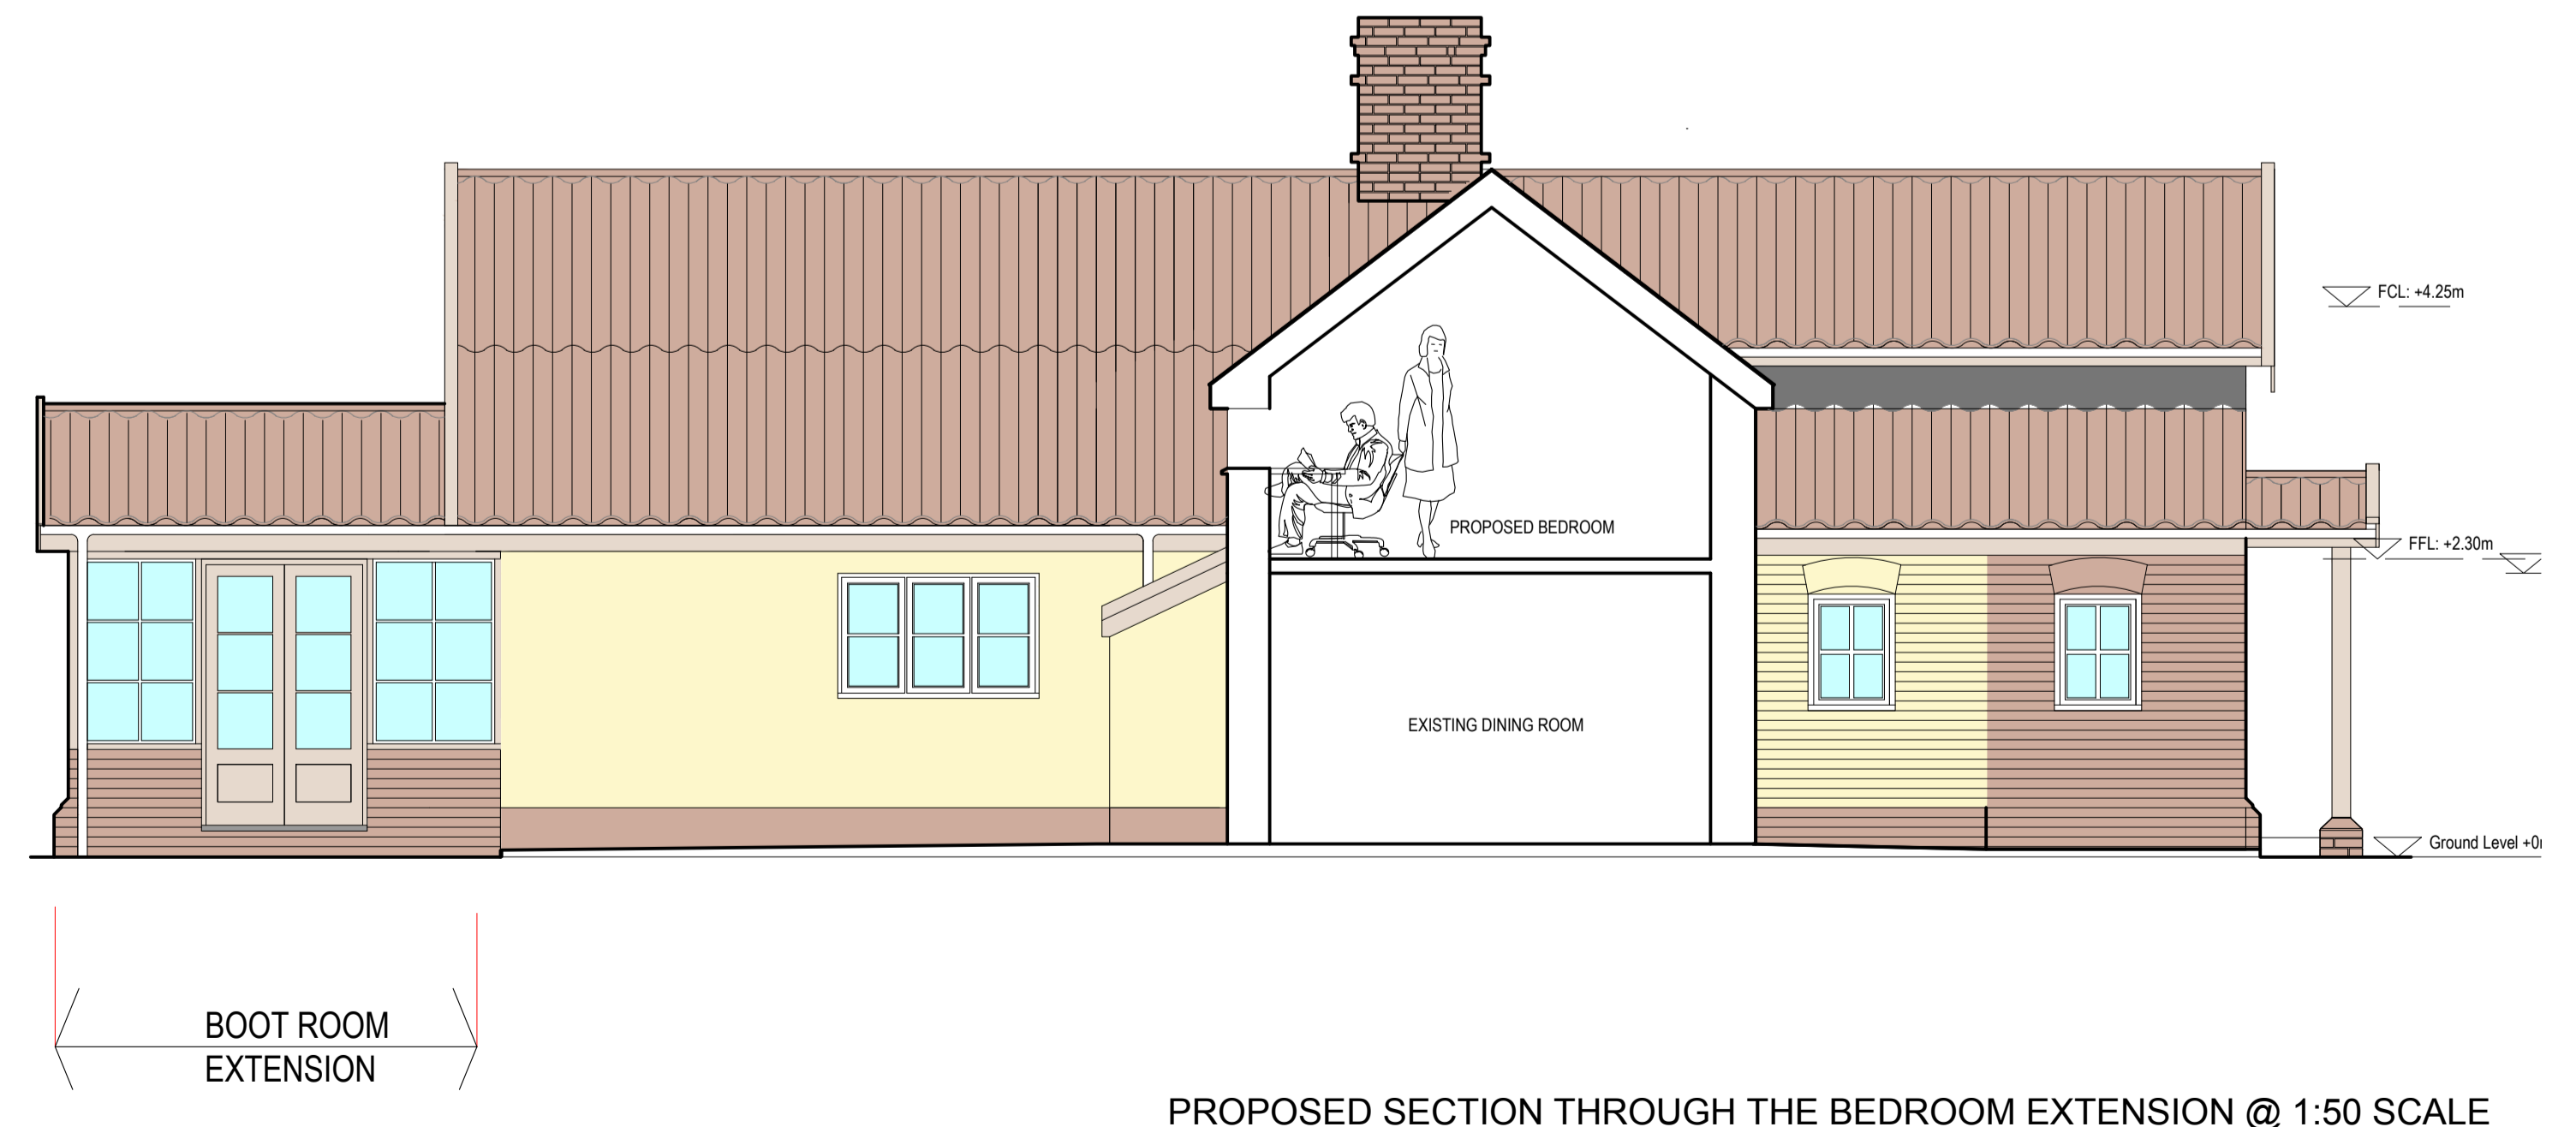 FCL: +4.25m
PROPOSED BEDROOM
FFL: +2.30m
EXISTING DINING ROOM
Ground Level +0
BOOT ROOM
EXTENSION
PROPOSED SECTION THROUGH THE BEDROOM EXTENSION @ 1:50 SCALE